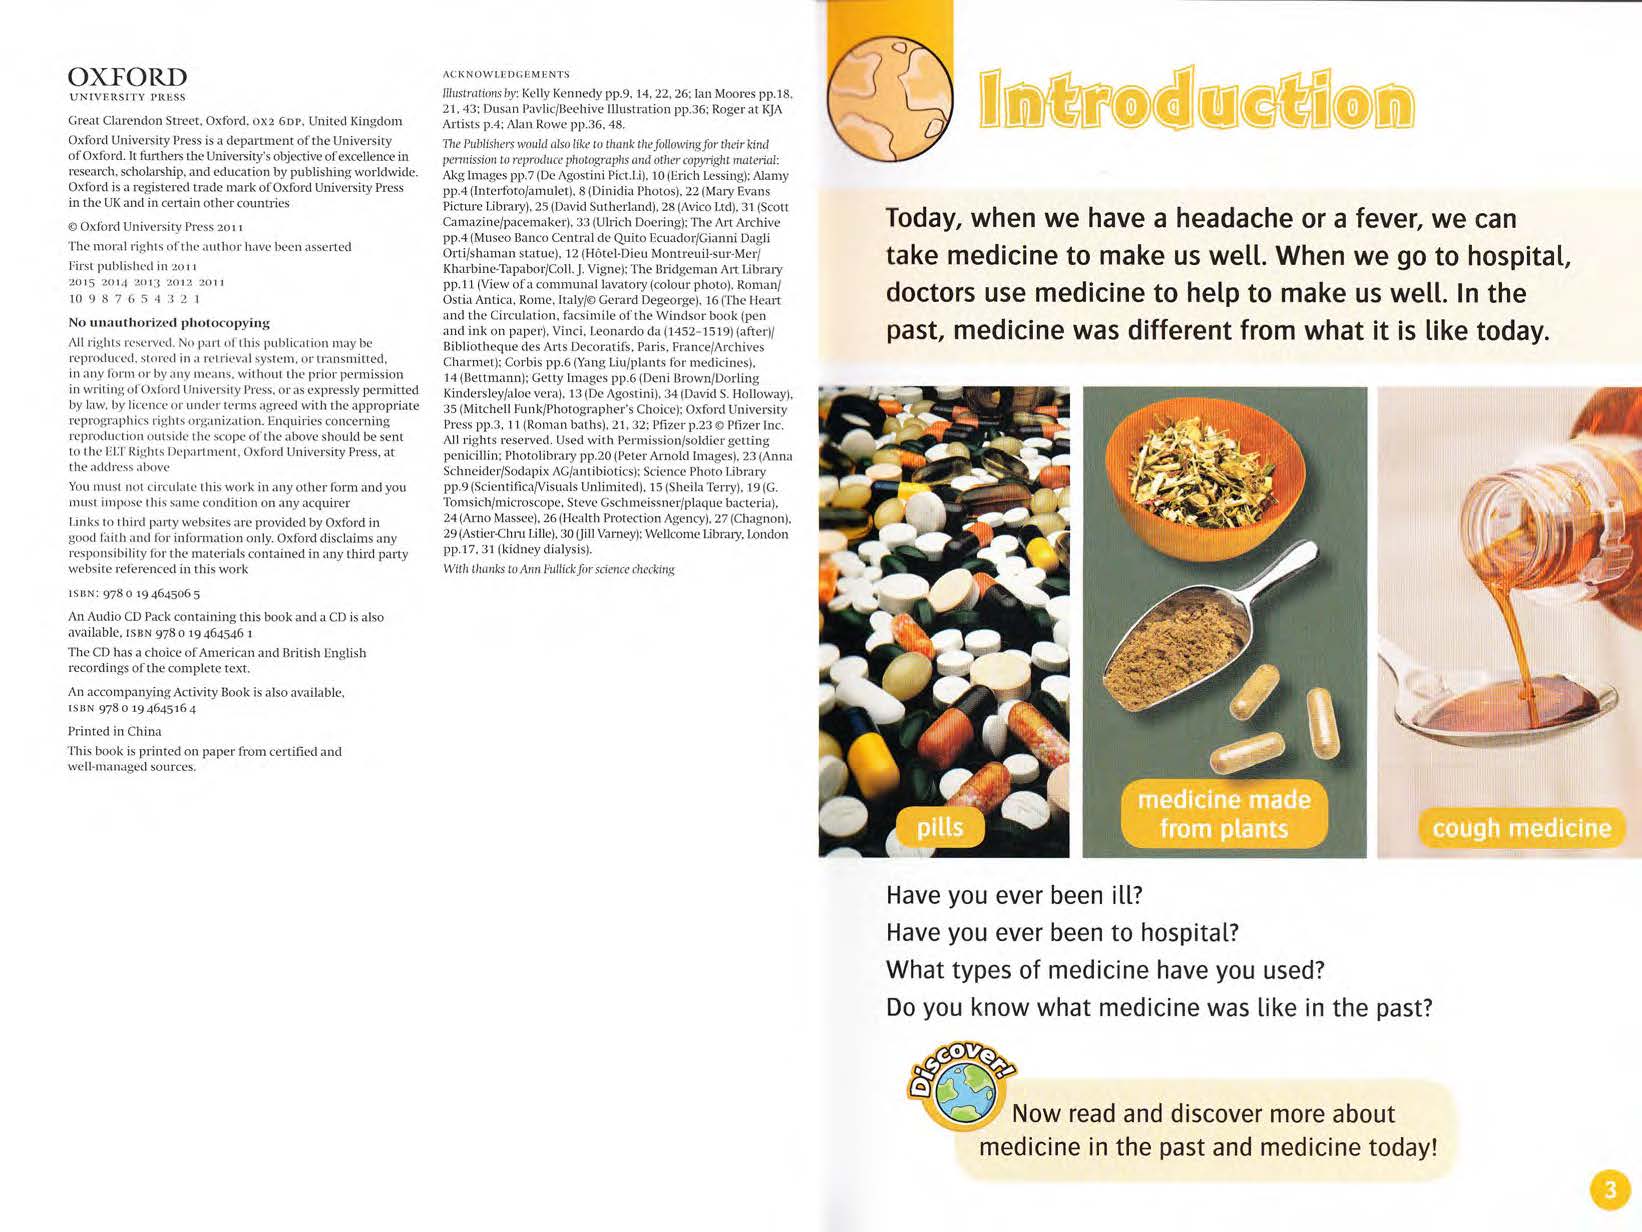 OXFORD
UNIVERSITY PRESS
Great Clarendon Street, Oxford, OX2 6DP, United Kingdom
Oxford University Press is a department of the University
of Oxford. It furthers the University's objective of excellence in
research, scholarship, and education by publishing worldwide.
Oxford is a registered trade mark of Oxford University Press
in the UK and in certain other countries
© Oxford University Press 2011
The moral rights of the author have been asserted
First published in 2011
2015 2014 2013 2012 2011
10 9 8 7 6 5 4 3 2 1
No unauthorized photocopying
All rights reserved. No part of this publication may be
reproduced, stored in a retrieval system, or transmitted,
in any form or by any means, without the prior permission
in writing of Oxford University Press, or as expressly permitted
by law, by licence or under terms agreed with the appropriate
reprographics rights organization. Enquiries concerning
reproduction outside the scope of the above should be sent
to the ELT Rights Department, Oxford University Press, at
the address above
You must not circulate this work in any other form and you
must impose this same condition on any acquirer
Links to third party websites are provided by Oxford in
good faith and for information only. Oxford disclaims any
responsibility for the materials contained in any third party
website referenced in this work
ISBN: 978 0 19 464506 5
An Audio CD Pack containing this book and a CD is also
available, ISBN 978 0 19 464546 1
The CD has a choice of American and British English
recordings of the complete text.
An accompanying Activity Book is also available,
ISBN 978 0 19 464516 4
Printed in China
This book is printed on paper from certified and
well-managed sources.
ACKNOWLEDGEMENTS
Illustrations by: Kelly Kennedy pp.9, 14, 22, 26; Ian Moores pp.18,
21, 43; Dusan Pavlic/Beehive Illustration pp.36; Roger at KJA
Artists p.4; Alan Rowe pp.36, 48.
The Publishers would also like to thank the following for their kind
permission to reproduce photographs and other copyright material:
Akg Images pp.7 (De Agostini Pict.Li), 10 (Erich Lessing); Alamy
pp.4 (Interfoto/amulet), 8 (Dinidia Photos), 22 (Mary Evans
Picture Library), 25 (David Sutherland), 28 (Avico Ltd), 31 (Scott
Camazine/pacemaker), 33 (Ulrich Doering); The Art Archive
pp.4 (Museo Banco Central de Quito Ecuador/Gianni Dagli
Orti/shaman statue), 12 (Hôtel-Dieu Montreuil-sur-Mer/
Kharbine-Tapabor/Coll. J. Vigne); The Bridgeman Art Library
pp.11 (View of a communal lavatory (colour photo), Roman/
Ostia Antica, Rome, Italy/© Gerard Degeorge), 16 (The Heart
and the Circulation, facsimile of the Windsor book (pen
and ink on paper), Vinci, Leonardo da (1452–1519) (after)/
Bibliotheque des Arts Decoratifs, Paris, France/Archives
Charmet); Corbis pp.6 (Yang Liu/plants for medicines),
14 (Bettmann); Getty Images pp.6 (Deni Brown/Dorling
Kindersley/aloe vera), 13 (De Agostini), 34 (David S. Holloway),
35 (Mitchell Funk/Photographer's Choice); Oxford University
Press pp.3, 11 (Roman baths), 21, 32; Pfizer p.23 © Pfizer Inc.
All rights reserved. Used with Permission/soldier getting
penicillin; Photolibrary pp.20 (Peter Arnold Images), 23 (Anna
Schneider/Sodapix AG/antibiotics); Science Photo Library
pp.9 (Scientifica/Visuals Unlimited), 15 (Sheila Terry), 19 (G.
Tomsich/microscope, Steve Gschmeissner/plaque bacteria),
24 (Arno Massee), 26 (Health Protection Agency), 27 (Chagnon),
29 (Astier-Chru Lille), 30 (Jill Varney); Wellcome Library, London
pp.17, 31 (kidney dialysis).
With thanks to Ann Fullick for science checking
Introduction
Today, when we have a headache or a fever, we can
take medicine to make us well. When we go to hospital,
doctors use medicine to help to make us well. In the
past, medicine was different from what it is like today.
pills
medicine made
from plants
cough medicine
Have you ever been ill?
Have you ever been to hospital?
What types of medicine have you used?
Do you know what medicine was like in the past?
Discover!
Now read and discover more about
medicine in the past and medicine today!
3